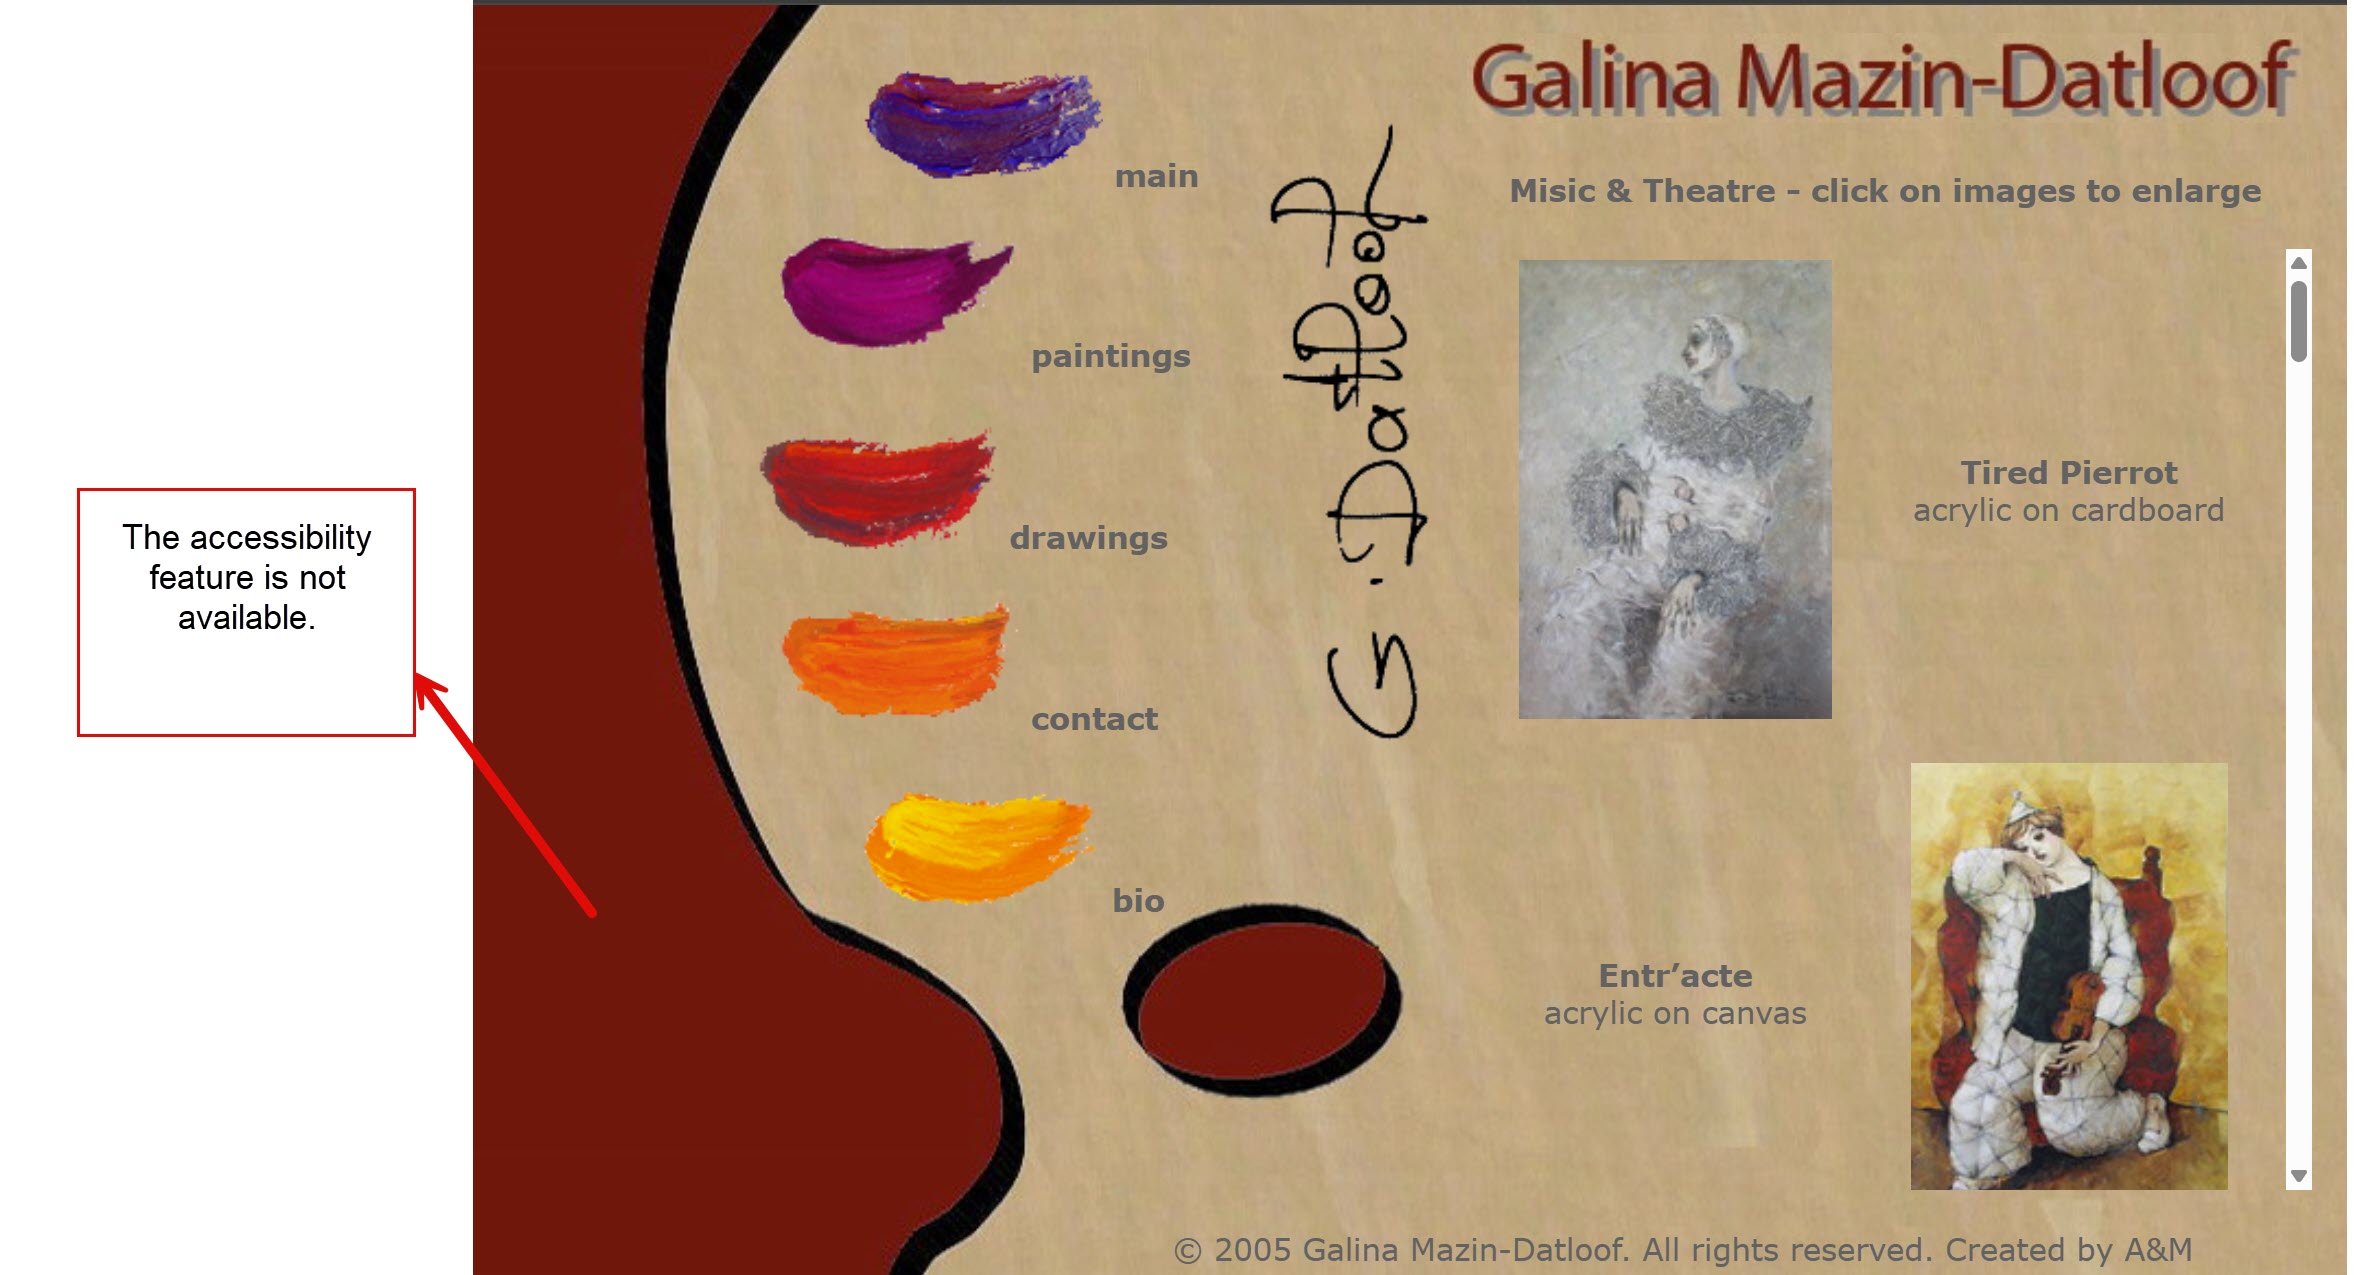 The accessibility
feature is not
available.
Galina Mazin-Datloof
main
Misic & Theatre - click on images to enlarge
paintings
G. Datloof
drawings
Tired Pierrot
acrylic on cardboard
contact
bio
Entr’acte
acrylic on canvas
© 2005 Galina Mazin-Datloof. All rights reserved. Created by A&M